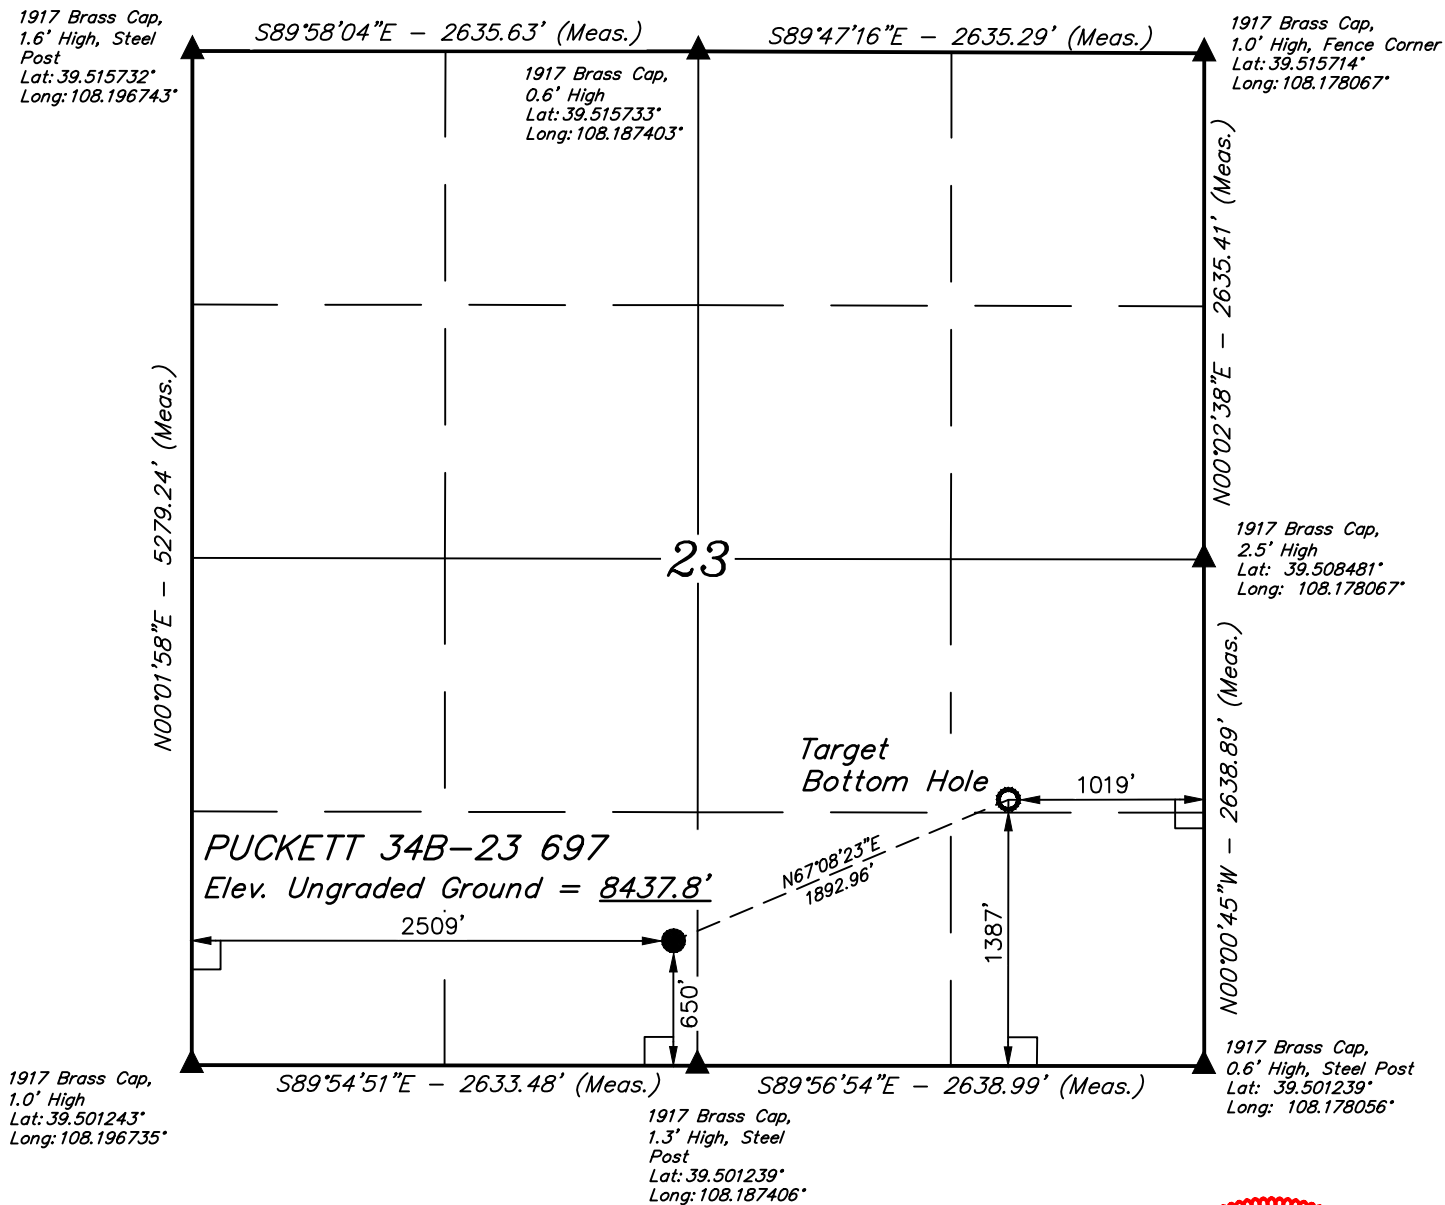 1917 Brass Cap,
1.6' High, Steel
Post
Lat: 39.515732°
Long: 108.196743°
S89°58'04"E - 2635.63' (Meas.)
1917 Brass Cap,
0.6' High
Lat: 39.515733°
Long: 108.187403°
S89°47'16"E - 2635.29' (Meas.)
1917 Brass Cap,
1.0' High, Fence Corner
Lat: 39.515714°
Long: 108.178067°
N00°02'38"E - 2635.41' (Meas.)
N00°01'58"E - 5279.24' (Meas.)
23
1917 Brass Cap,
2.5' High
Lat: 39.508481°
Long: 108.178067°
N00°00'45"W - 2638.89' (Meas.)
Target
Bottom Hole
1019'
PUCKETT 34B-23 697
Elev. Ungraded Ground = 8437.8'
N67°08'23"E
1892.96'
2509'
650'
1387'
1917 Brass Cap,
1.0' High
Lat: 39.501243°
Long: 108.196735°
S89°54'51"E - 2633.48' (Meas.)
1917 Brass Cap,
1.3' High, Steel
Post
Lat: 39.501239°
Long: 108.187406°
S89°56'54"E - 2638.99' (Meas.)
1917 Brass Cap,
0.6' High, Steel Post
Lat: 39.501239°
Long: 108.178056°